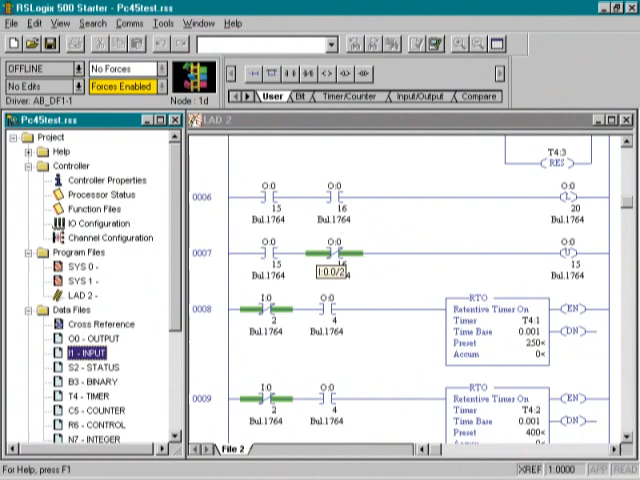 RSLogix 500 Starter - Pc45test.rss
File Edit View Search Comms Tools Window Help
OFFLINE No Forces
No Edits Forces Enabled
Driver: AB_DF1-1 Node : 1d
User Bit Timer/Counter Input/Output Compare
Pc45test.rss
Project
Help
Controller
Controller Properties
Processor Status
Function Files
IO Configuration
Channel Configuration
Program Files
SYS 0 -
SYS 1 -
LAD 2 -
Data Files
Cross Reference
O0 - OUTPUT
I1 - INPUT
S2 - STATUS
B3 - BINARY
T4 - TIMER
C5 - COUNTER
R6 - CONTROL
N7 - INTEGER
LAD 2
T4:3
RES
0006
O:0 O:0 O:0
L
15 16 20
Bul.1764 Bul.1764 Bul.1764
0007
O:0 O:0 O:0
U
15 I:0.0/2 15
Bul.1764 Bul.1764
0008
I:0 O:0
2 4
Bul.1764 Bul.1764
RTO
Retentive Timer On EN
Timer T4:1
Time Base 0.001 DN
Preset 250<
Accum 0<
0009
I:0 O:0
2 4
Bul.1764 Bul.1764
RTO
Retentive Timer On EN
Timer T4:2
Time Base 0.001 DN
Preset 400<
File 2
For Help, press F1
XREF 1:0000 APP READ